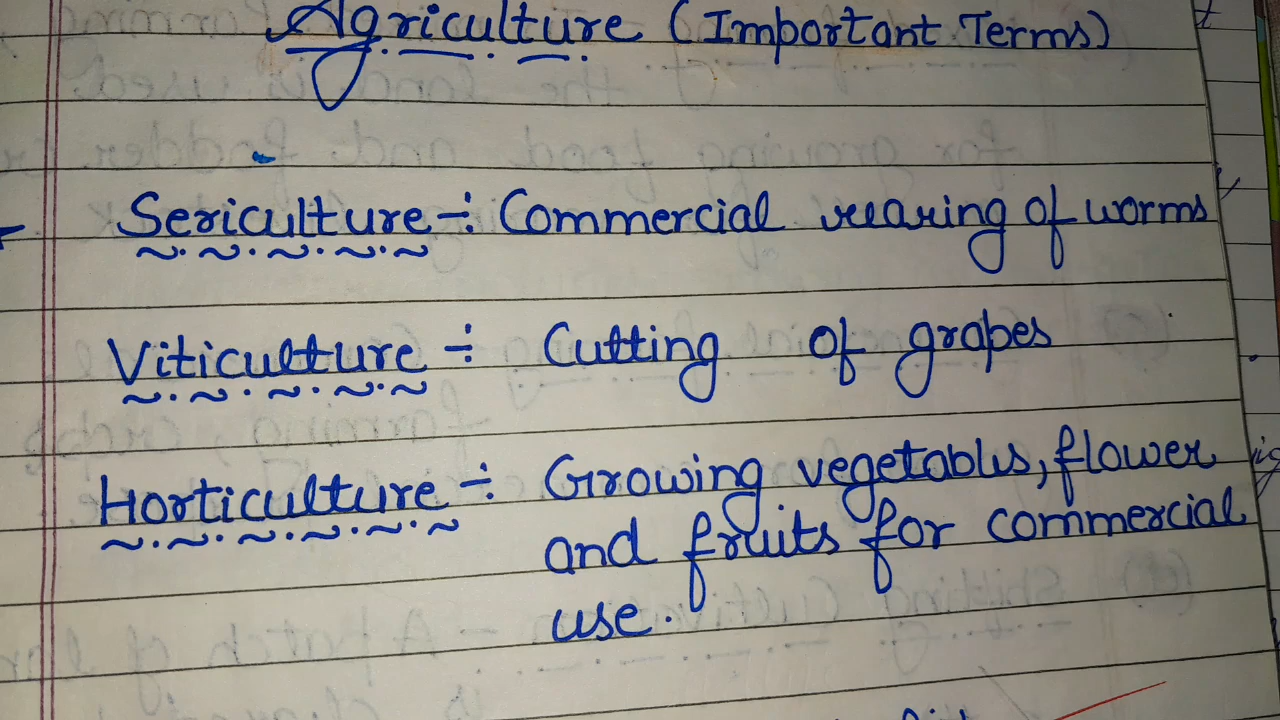 Agriculture (Important Terms)
Sericulture ÷ Commercial rearing of worms
Viticulture ÷ Cutting of grapes
Horticulture ÷ Growing vegetables, flower
and fruits for commercial
use.